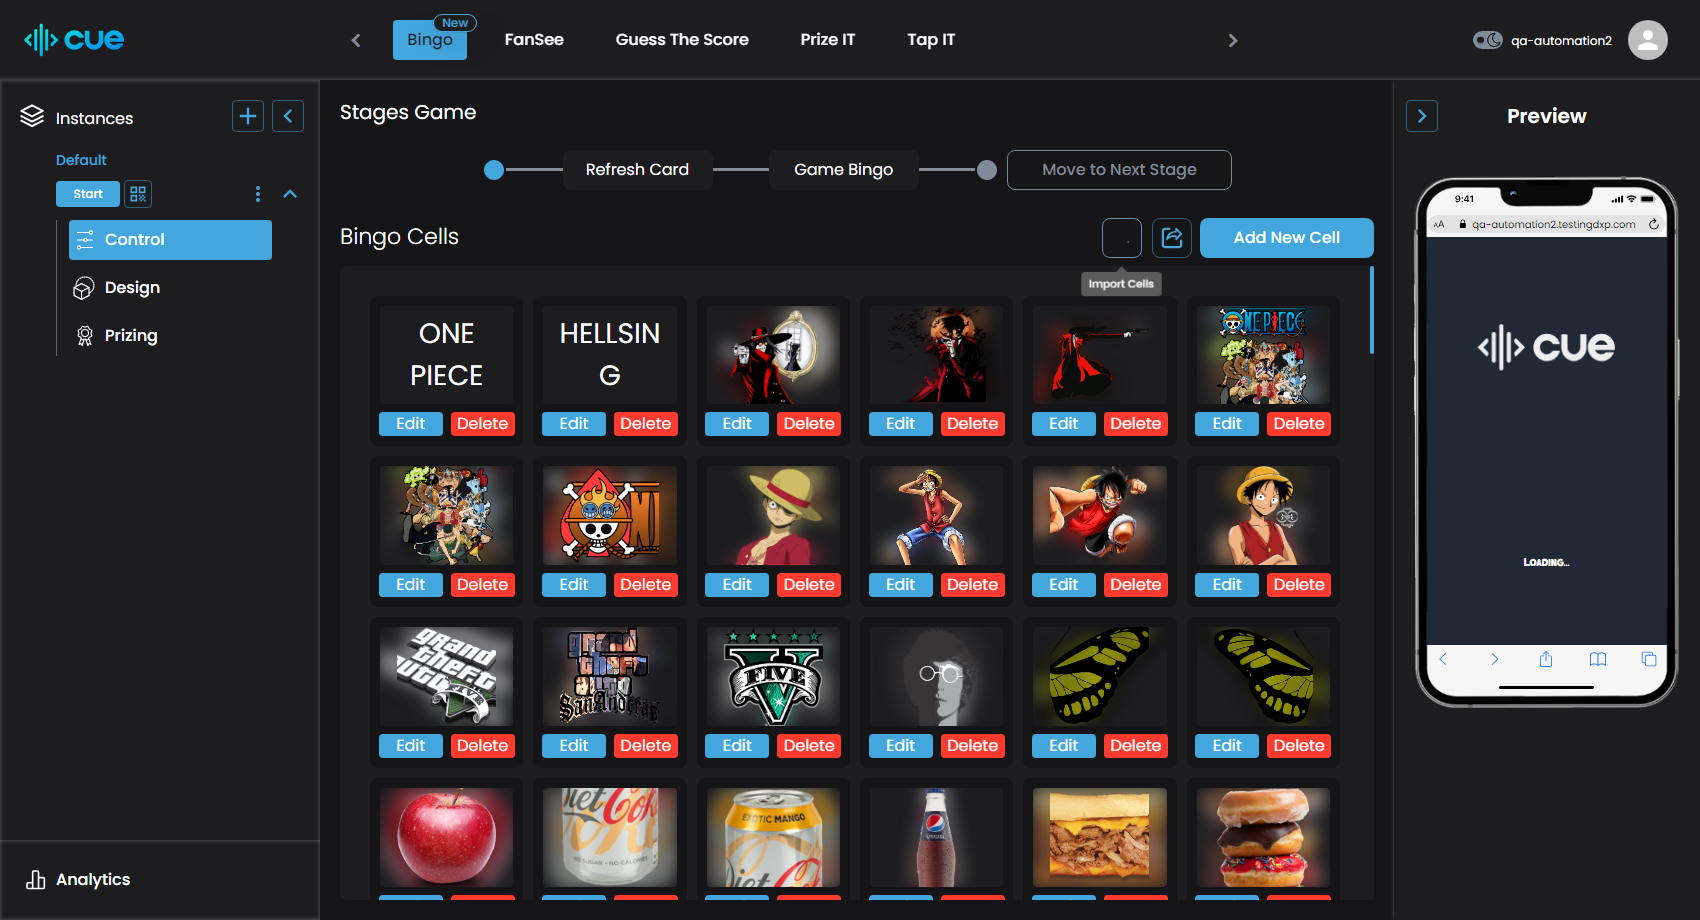 cue
Bingo
New
FanSee
Guess The Score
Prize IT
Tap IT
qa-automation2
Instances
Default
Start
Control
Design
Prizing
Analytics
Stages Game
Refresh Card
Game Bingo
Move to Next Stage
Bingo Cells
Add New Cell
Import Cells
ONE
PIECE
HELLSIN
G
ONE PIECE
Edit Delete Edit Delete Edit Delete Edit Delete Edit Delete Edit Delete
Edit Delete Edit Delete Edit Delete Edit Delete Edit Delete Edit Delete
grand
theft
auto
FIVE
grand
theft
auto
San Andreas
V
FIVE
Edit Delete Edit Delete Edit Delete Edit Delete Edit Delete Edit Delete
Diet Coke
NO SUGAR • NO CALORIES
EXOTIC MANGO
Diet Coke
pepsi
Preview
9:41
AA qa-automation2.testingdxp.com
cue
LOADING...